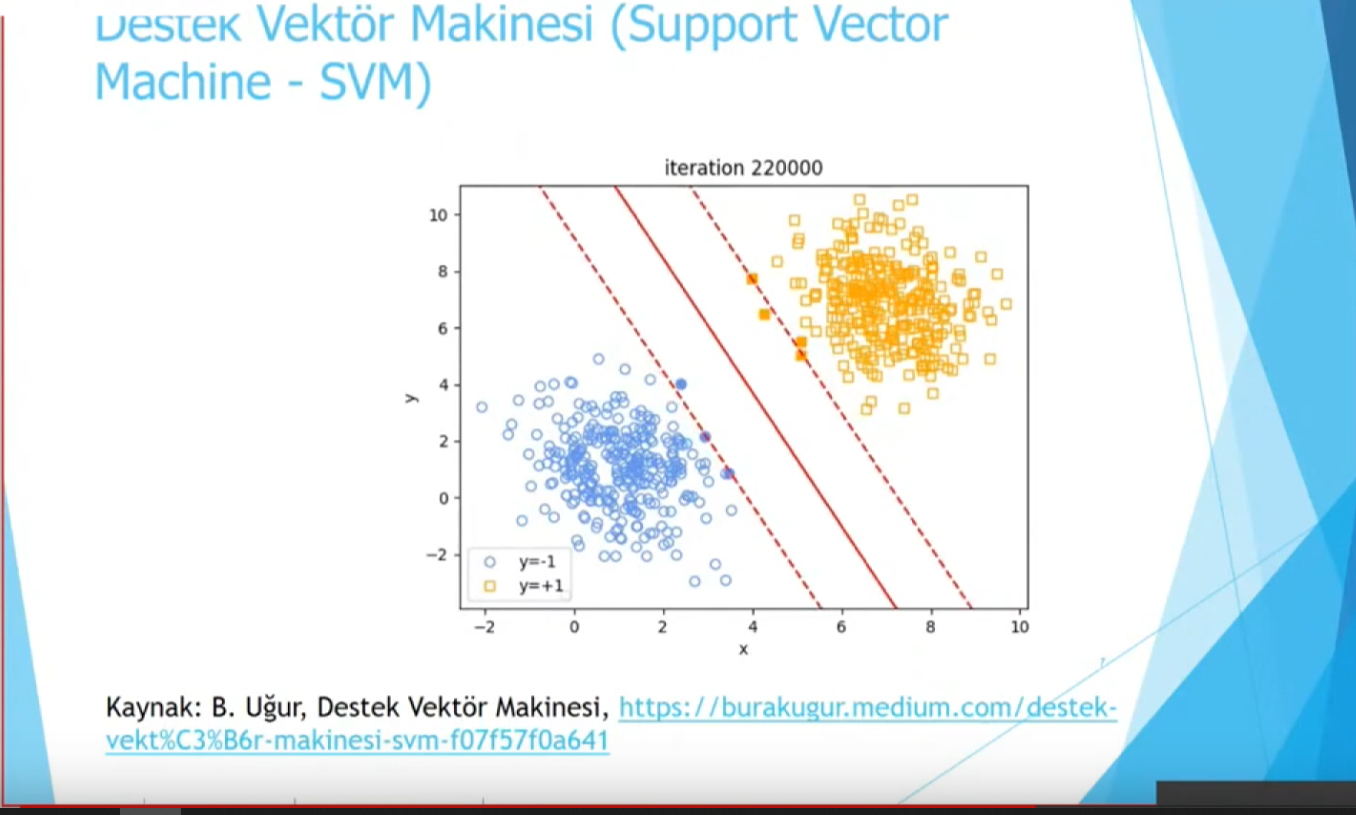 Destek Vektör Makinesi (Support Vector
Machine - SVM)
iteration 220000
10
8
6
4
2
0
−2
y
y=-1
y=+1
−2 0 2 4 6 8 10
x
7
Kaynak: B. Uğur, Destek Vektör Makinesi, https://burakugur.medium.com/destek-
vekt%C3%B6r-makinesi-svm-f07f57f0a641